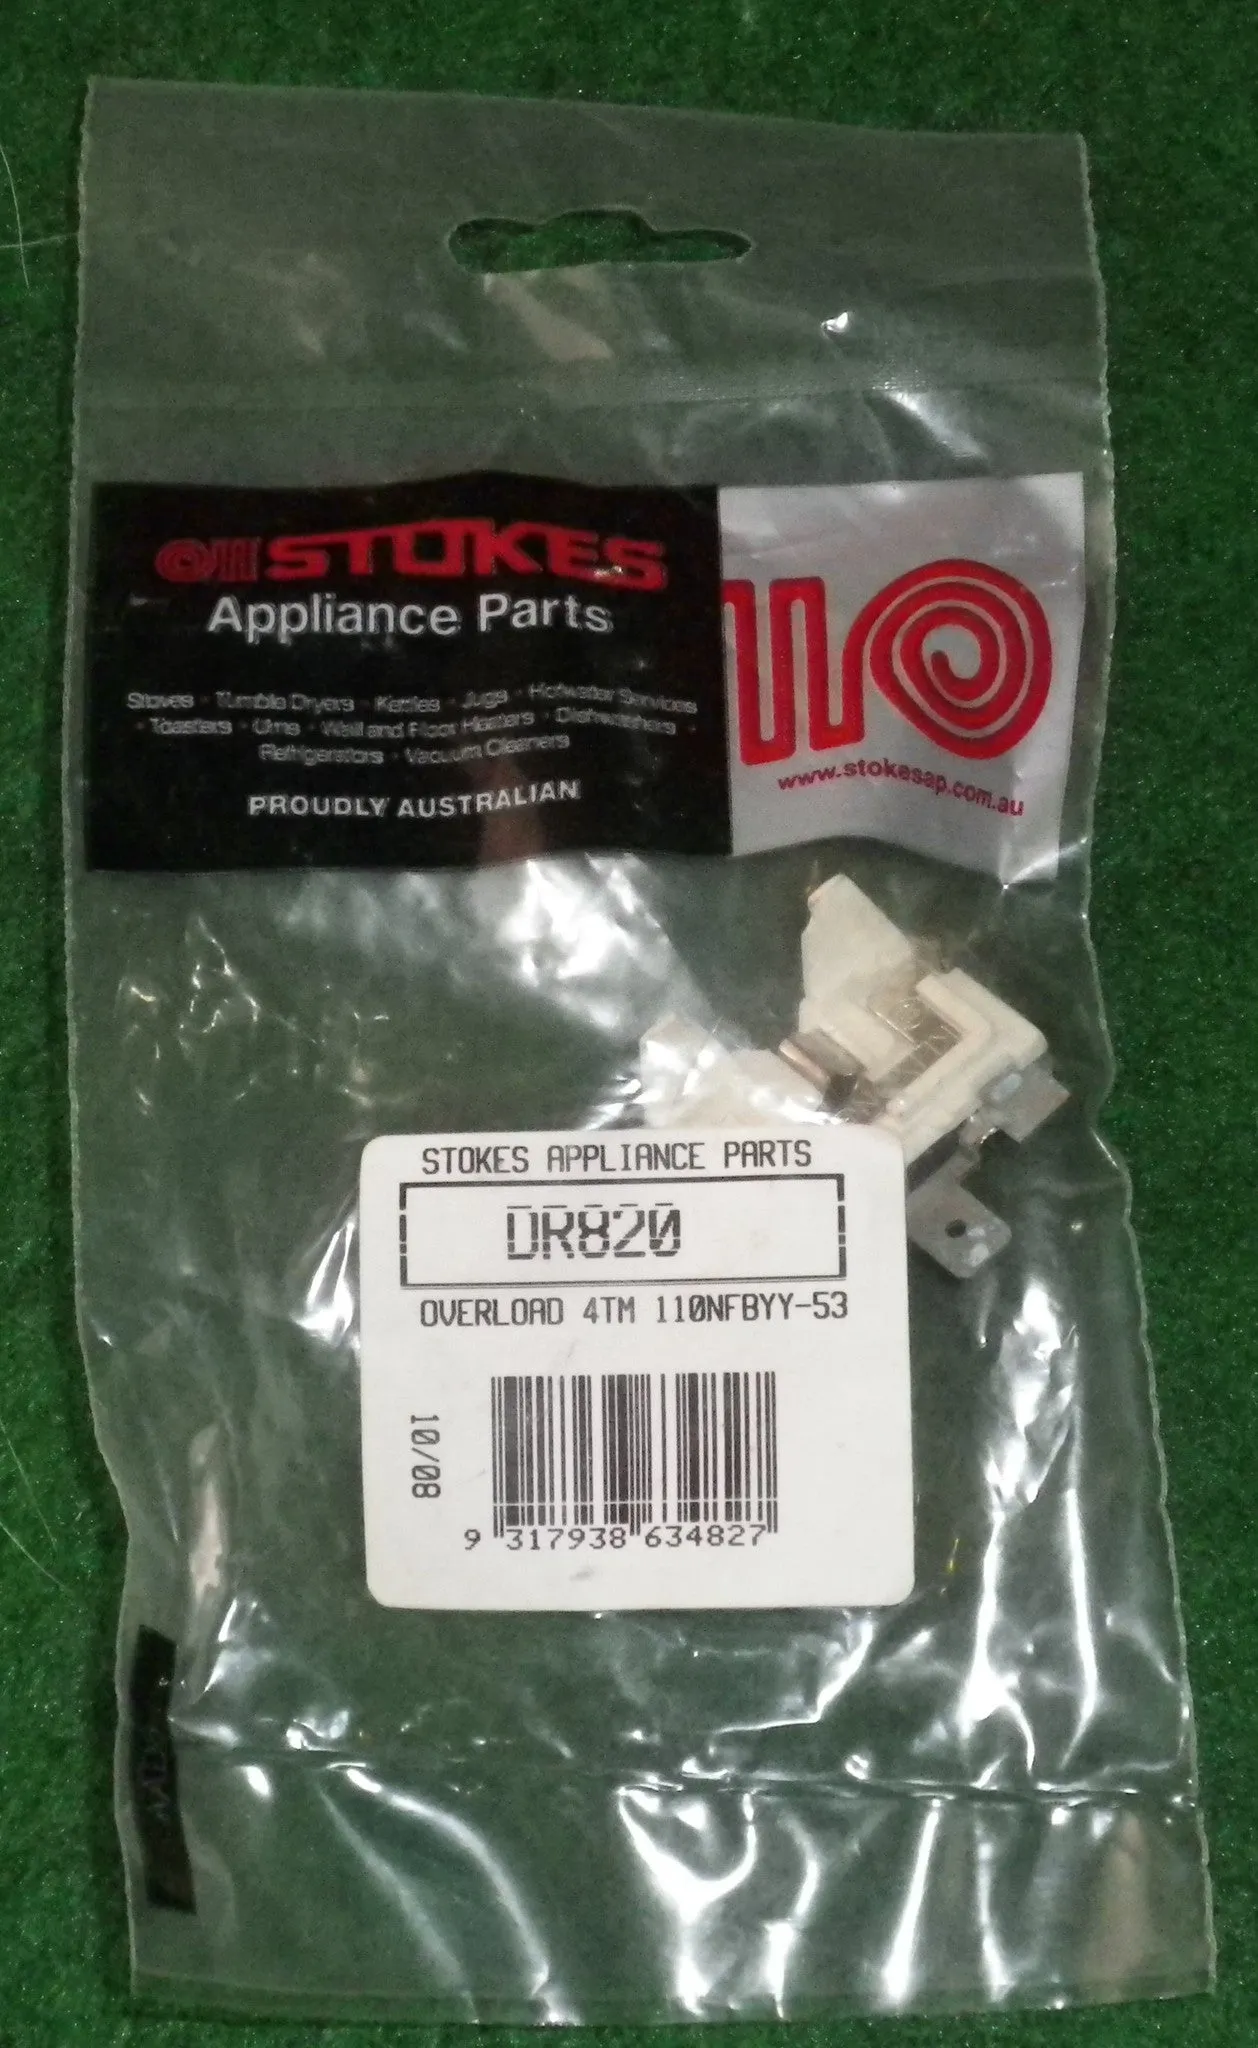 STOKES
Appliance Parts
Stoves · Tumble Dryers · Kettles · Jugs · Hotwater Services
· Toasters · Urns · Wall and Floor Heaters · Dishwashers ·
Refrigerators · Vacuum Cleaners
PROUDLY AUSTRALIAN
www.stokesap.com.au
STOKES APPLIANCE PARTS
DR820
OVERLOAD 4TM 110NFBYY-53
10/08
9 317938 634827